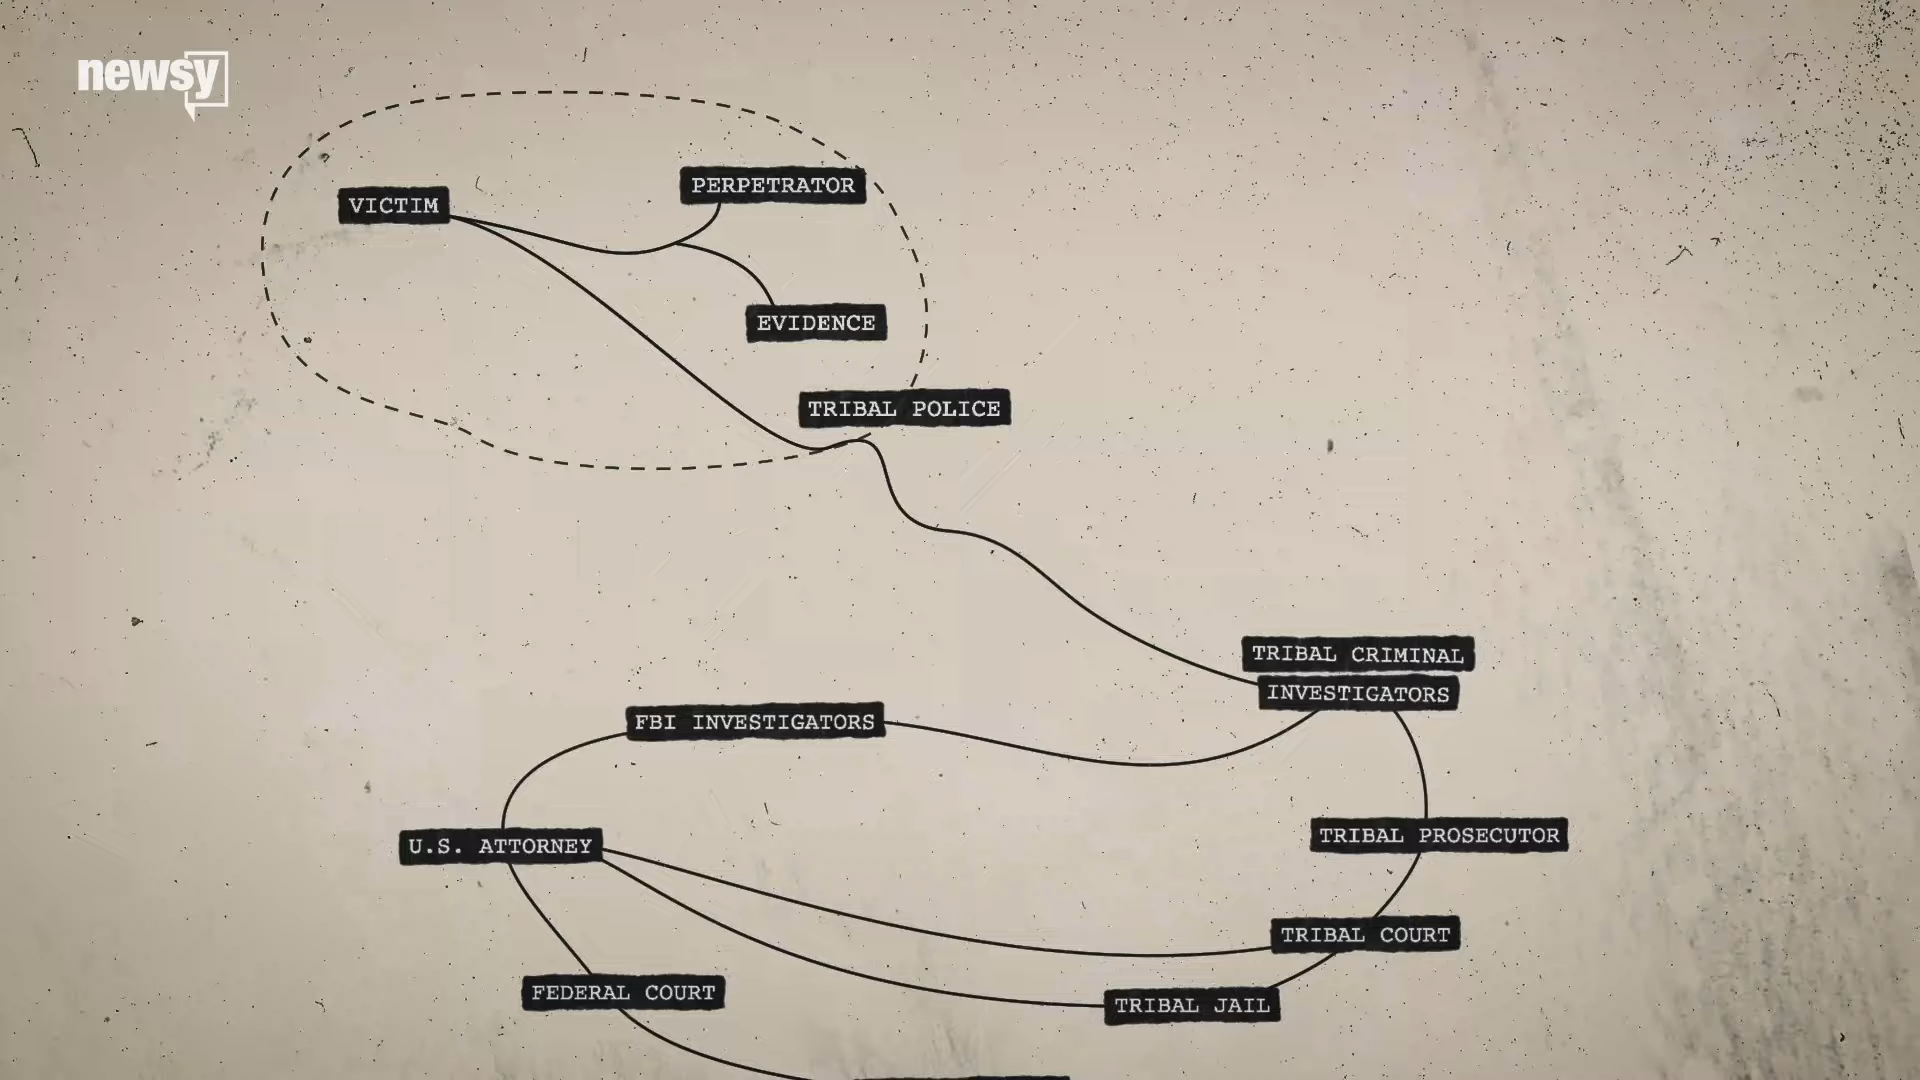 newsy
PERPETRATOR
VICTIM
EVIDENCE
TRIBAL POLICE
TRIBAL CRIMINAL
INVESTIGATORS
FBI INVESTIGATORS
TRIBAL PROSECUTOR
U.S. ATTORNEY
TRIBAL COURT
FEDERAL COURT
TRIBAL JAIL